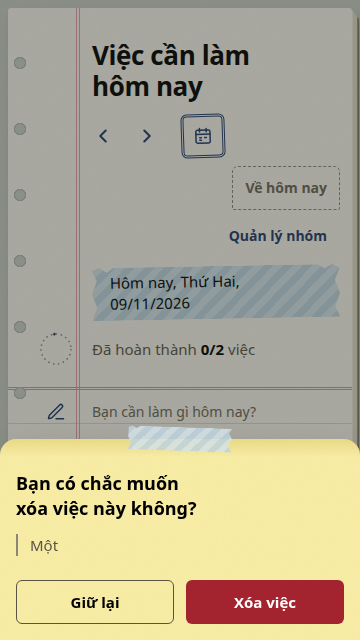 Việc cần làm
hôm nay
Về hôm nay
Quản lý nhóm
Hôm nay, Thứ Hai,
09/11/2026
Đã hoàn thành 0/2 việc
Bạn cần làm gì hôm nay?
Bạn có chắc muốn
xóa việc này không?
Một
Giữ lại
Xóa việc